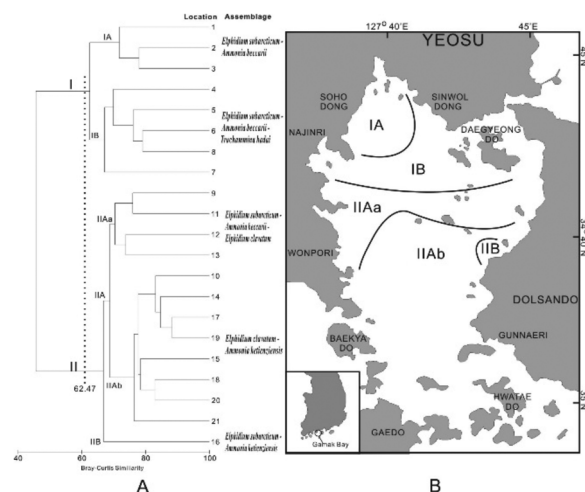 Location Assemblage
1
IA
2
Elphidium subarcticum -
Ammonia beccarii
3
I
4
5
Elphidium subarcticum -
Ammonia beccarii -
Trochammina hadai
6
IB
8
7
9
IIAa
11
Elphidium subarcticum -
Ammonia beccarii -
Elphidium clavatum
12
13
IIA
10
14
17
19
Elphidium clavatum -
Ammonia ketienziensis
II
IIAb
15
18
20
62.47
21
IIB
16
Elphidium subarcticum -
Ammonia ketienziensis
40 60 80 100
Bray-Curtis Similarity
A
127° 40'E
45'E
YEOSU
45'N
SOHO
DONG
SINWOL
DONG
IA
DAEGYEONG
DO
NAJINRI
IB
IIAa
34° 40'N
WONPORI
IIAb
IIB
DOLSANDO
GUNNAERI
BAEKYA
DO
HWATAE
DO
35'N
GAEDO
Gamak Bay
B